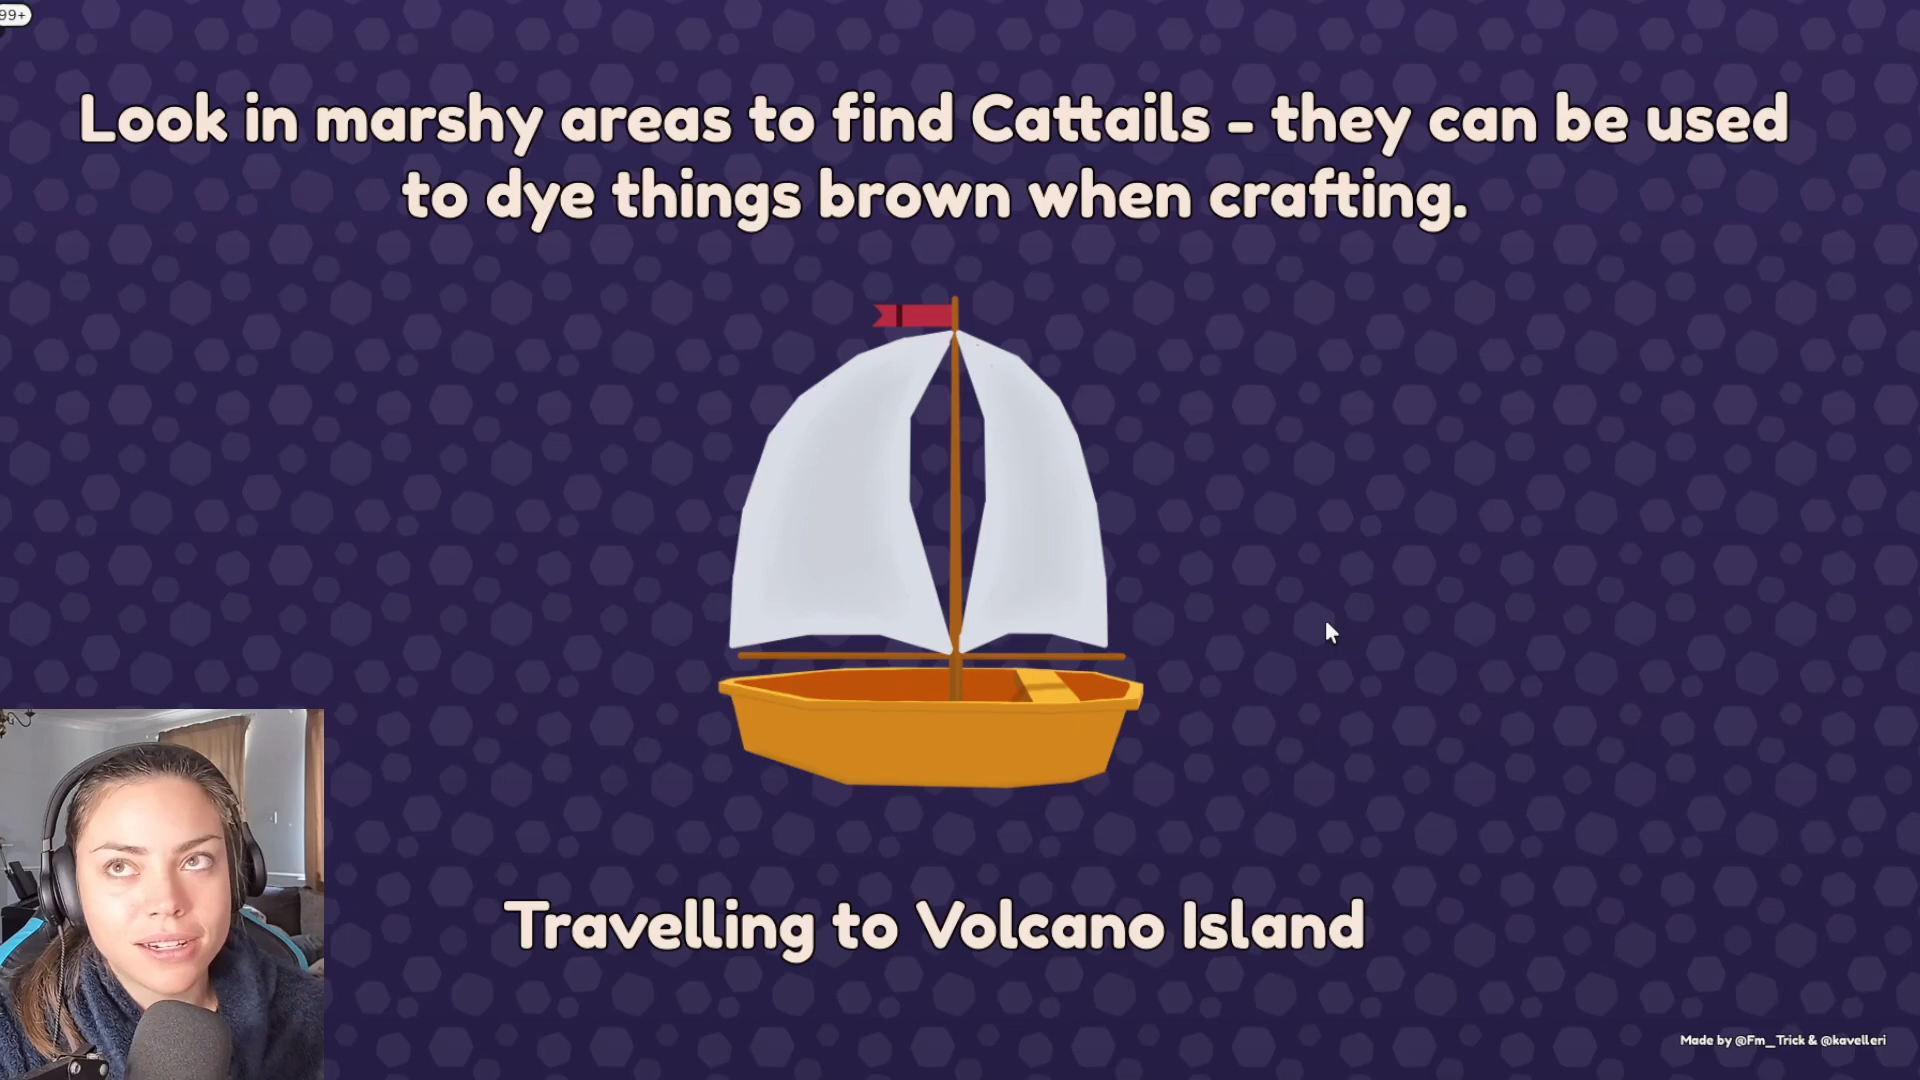 99+
Look in marshy areas to find Cattails - they can be used
to dye things brown when crafting.
Travelling to Volcano Island
Made by @Fm_Trick & @kavelleri